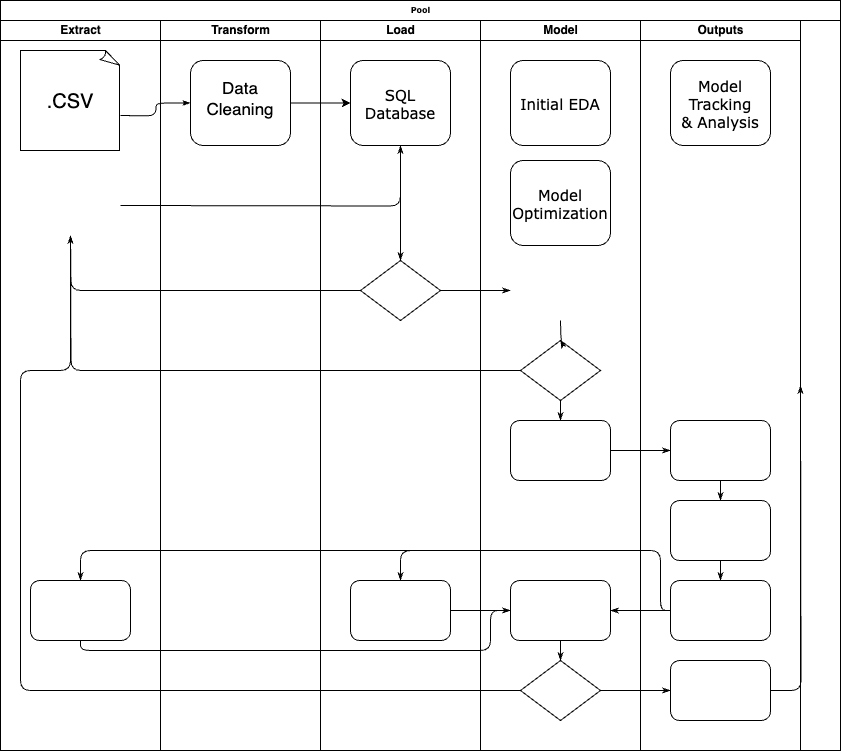 Pool
Extract
Transform
Load
Model
Outputs
.CSV
Data
Cleaning
SQL
Database
Initial EDA
Model
Tracking
& Analysis
Model
Optimization